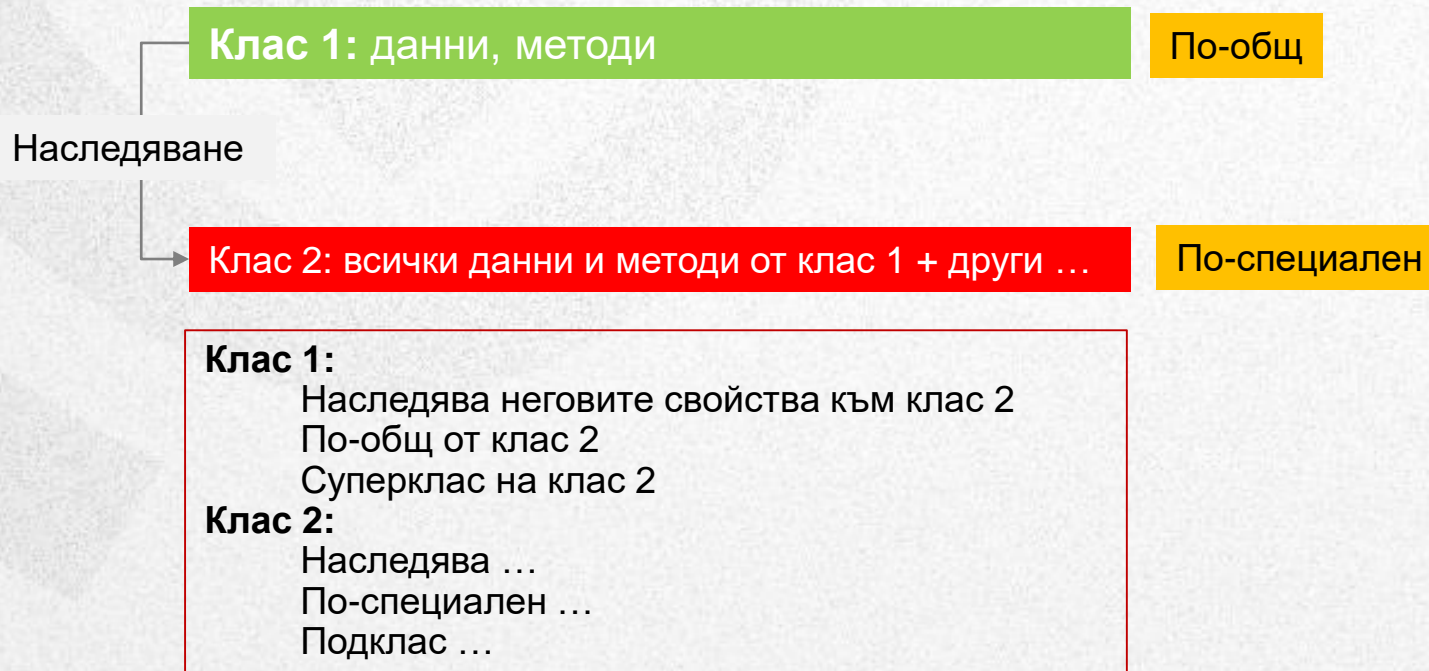 Клас 1: данни, методи
По-общ
Наследяване
Клас 2: всички данни и методи от клас 1 + други …
По-специален
Клас 1:
Наследява неговите свойства към клас 2
По-общ от клас 2
Суперклас на клас 2
Клас 2:
Наследява …
По-специален …
Подклас …